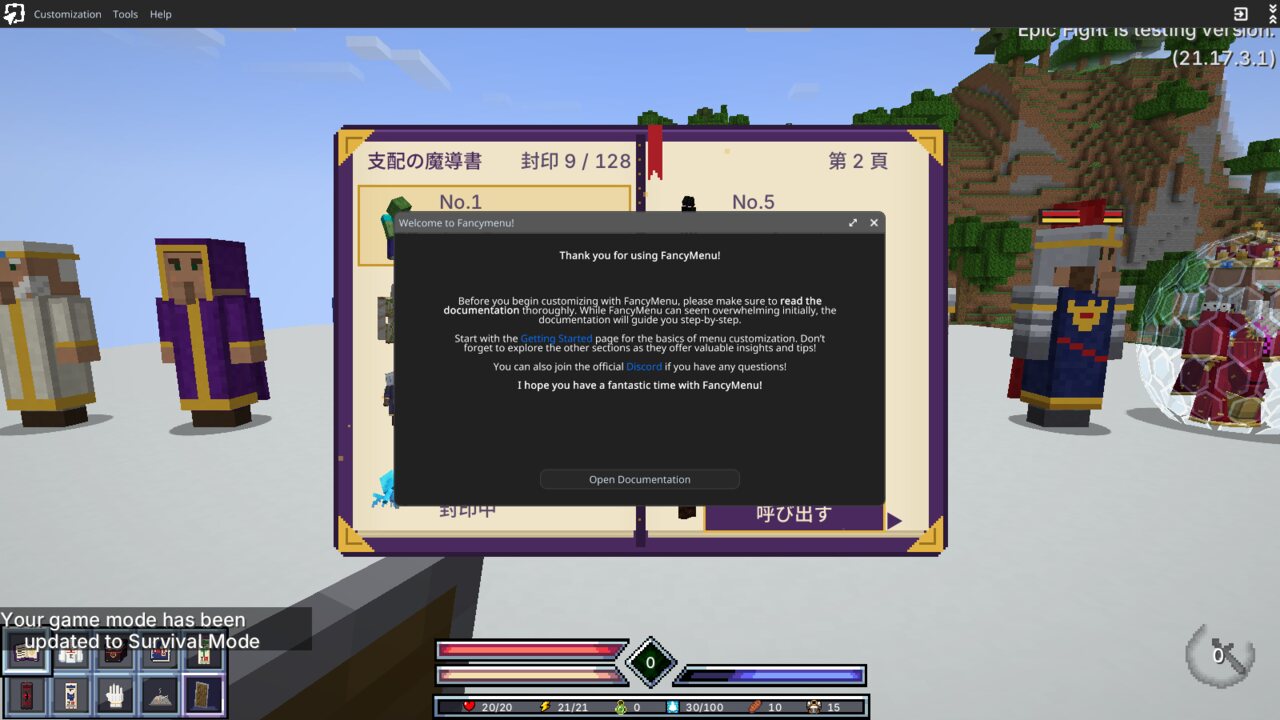 Customization Tools Help
Epic Fight is testing version.
(21.17.3.1)
支配の魔導書 封印 9 / 128
第 2 頁
No.1
No.5
Welcome to Fancymenu!
Thank you for using FancyMenu!
Before you begin customizing with FancyMenu, please make sure to read the
documentation thoroughly. While FancyMenu can seem overwhelming initially, the
documentation will guide you step-by-step.
Start with the Getting Started page for the basics of menu customization. Don't
forget to explore the other sections as they offer valuable insights and tips!
You can also join the official Discord if you have any questions!
I hope you have a fantastic time with FancyMenu!
Open Documentation
封印中
呼び出す
Your game mode has been
updated to Survival Mode
0
0
20/20 21/21 0 30/100 10 15